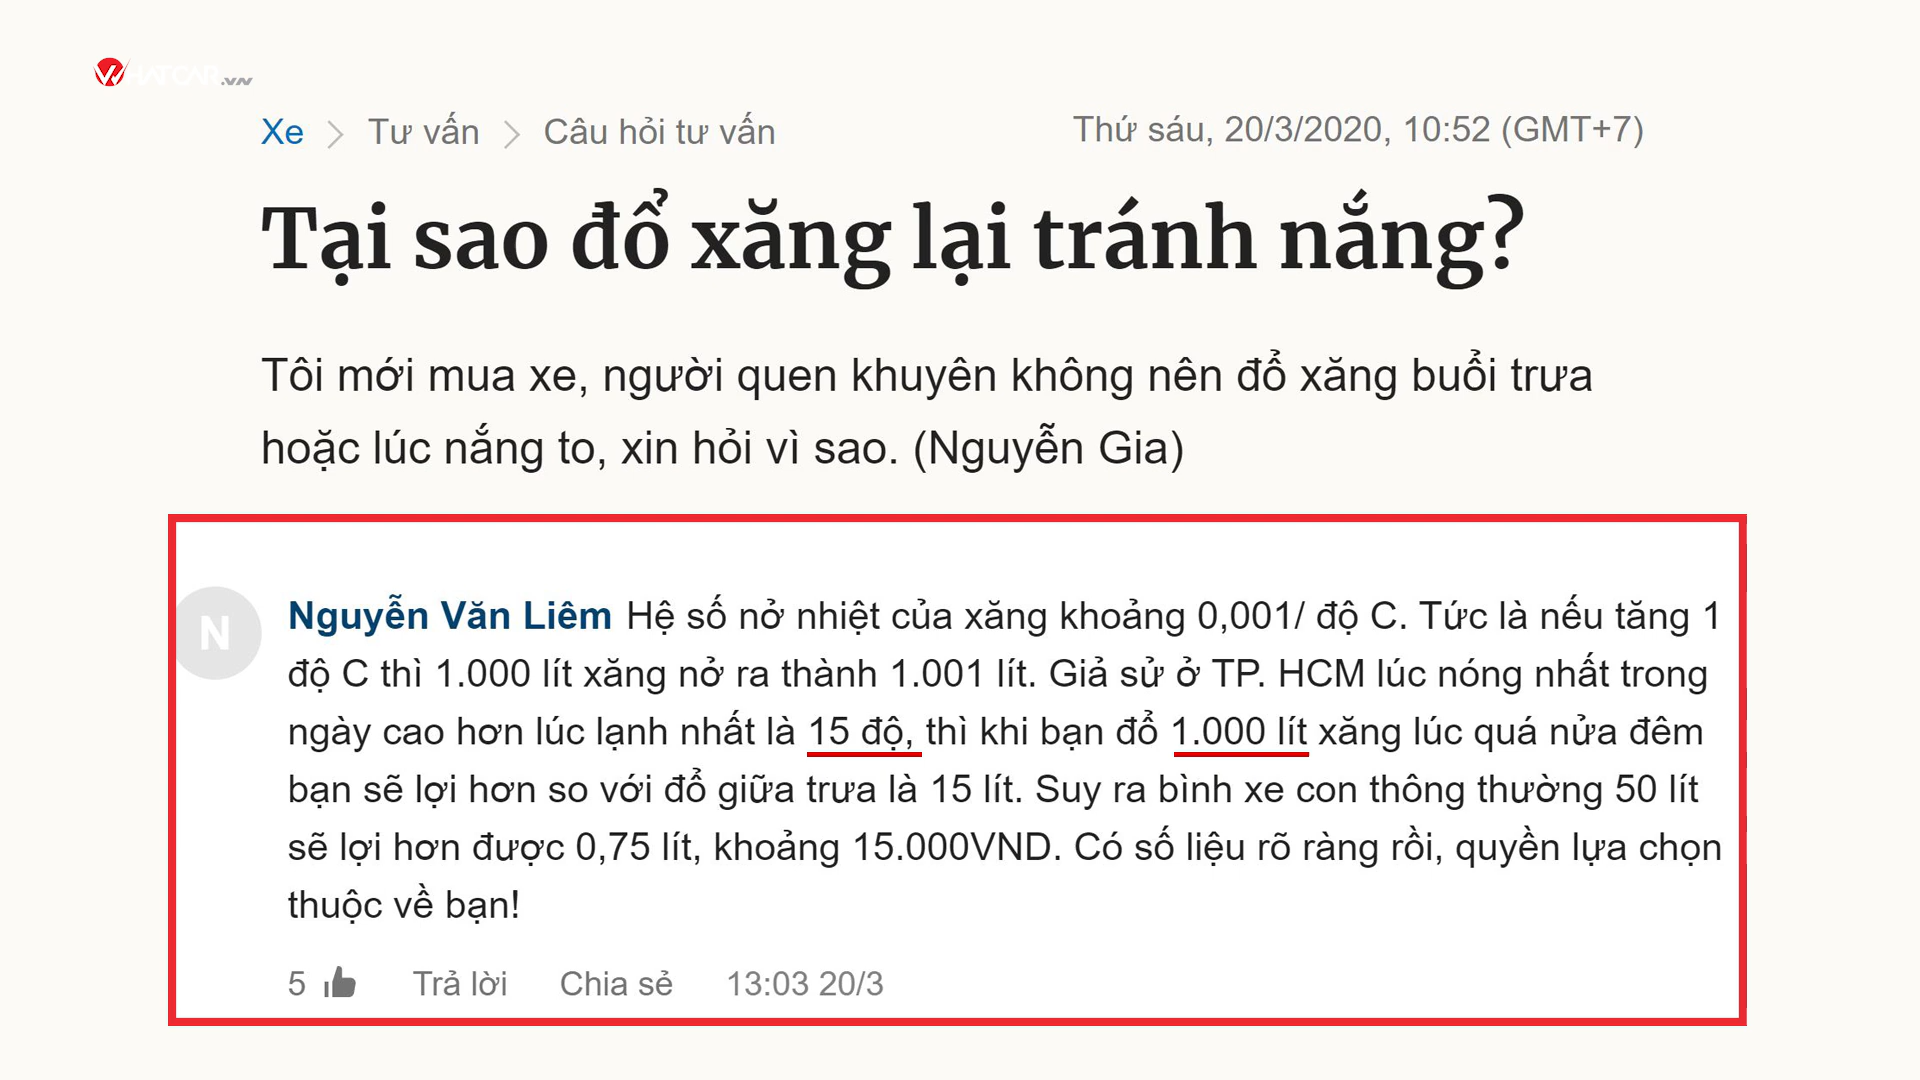 WHATCAR.VN
Xe > Tư vấn > Câu hỏi tư vấn
Thứ sáu, 20/3/2020, 10:52 (GMT+7)
Tại sao đổ xăng lại tránh nắng?
Tôi mới mua xe, người quen khuyên không nên đổ xăng buổi trưa
hoặc lúc nắng to, xin hỏi vì sao. (Nguyễn Gia)
N
Nguyễn Văn Liêm Hệ số nở nhiệt của xăng khoảng 0,001/ độ C. Tức là nếu tăng 1
độ C thì 1.000 lít xăng nở ra thành 1.001 lít. Giả sử ở TP. HCM lúc nóng nhất trong
ngày cao hơn lúc lạnh nhất là 15 độ, thì khi bạn đổ 1.000 lít xăng lúc quá nửa đêm
bạn sẽ lợi hơn so với đổ giữa trưa là 15 lít. Suy ra bình xe con thông thường 50 lít
sẽ lợi hơn được 0,75 lít, khoảng 15.000VND. Có số liệu rõ ràng rồi, quyền lựa chọn
thuộc về bạn!
5 Trả lời Chia sẻ 13:03 20/3